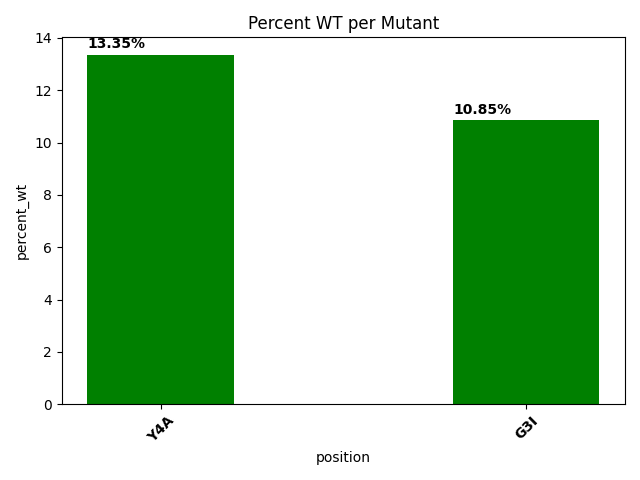 Percent WT per Mutant
13.35%
10.85%
14
12
10
8
6
4
2
0
percent_wt
Y4A
G3I
position